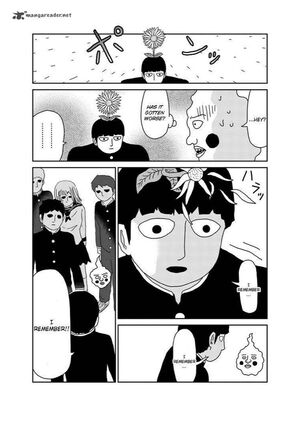 mangareader.net
ポンッ
...HEY?
HAS IT
GOTTEN
WORSE?
.........
ハラッ
I
REMEMBER...
I
REMEMBER...
I
REMEMBER!!